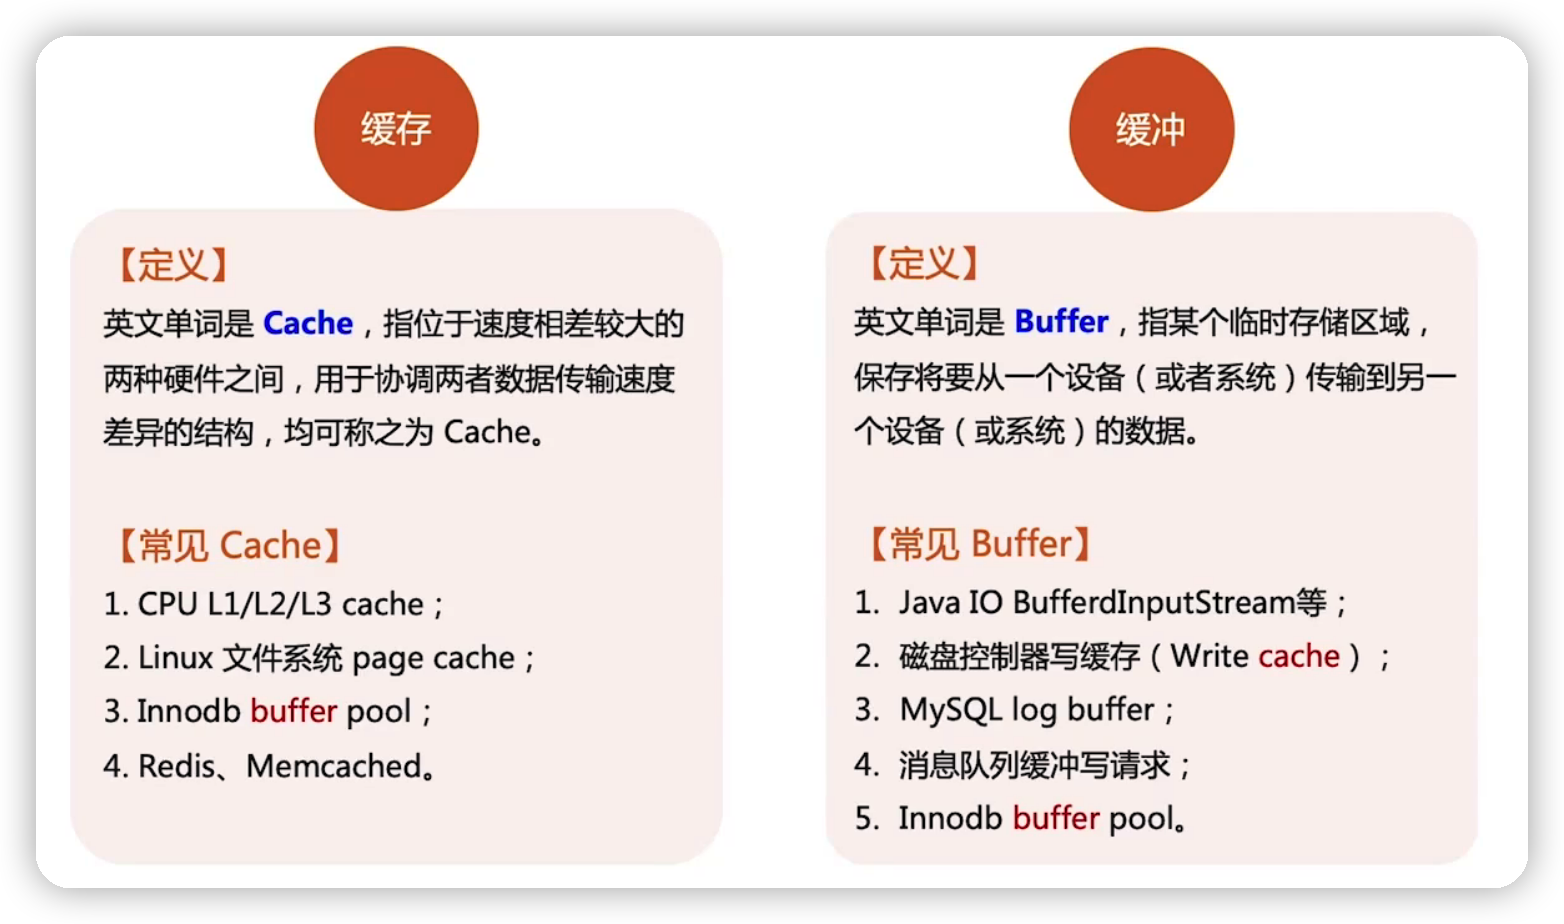 缓存
【定义】
英文单词是 Cache，指位于速度相差较大的
两种硬件之间，用于协调两者数据传输速度
差异的结构，均可称之为 Cache。
【常见 Cache】
1. CPU L1/L2/L3 cache；
2. Linux 文件系统 page cache；
3. Innodb buffer pool；
4. Redis、Memcached。
缓冲
【定义】
英文单词是 Buffer，指某个临时存储区域，
保存将要从一个设备（或者系统）传输到另一
个设备（或系统）的数据。
【常见 Buffer】
1. Java IO BufferdInputStream等；
2. 磁盘控制器写缓存（Write cache）；
3. MySQL log buffer；
4. 消息队列缓冲写请求；
5. Innodb buffer pool。